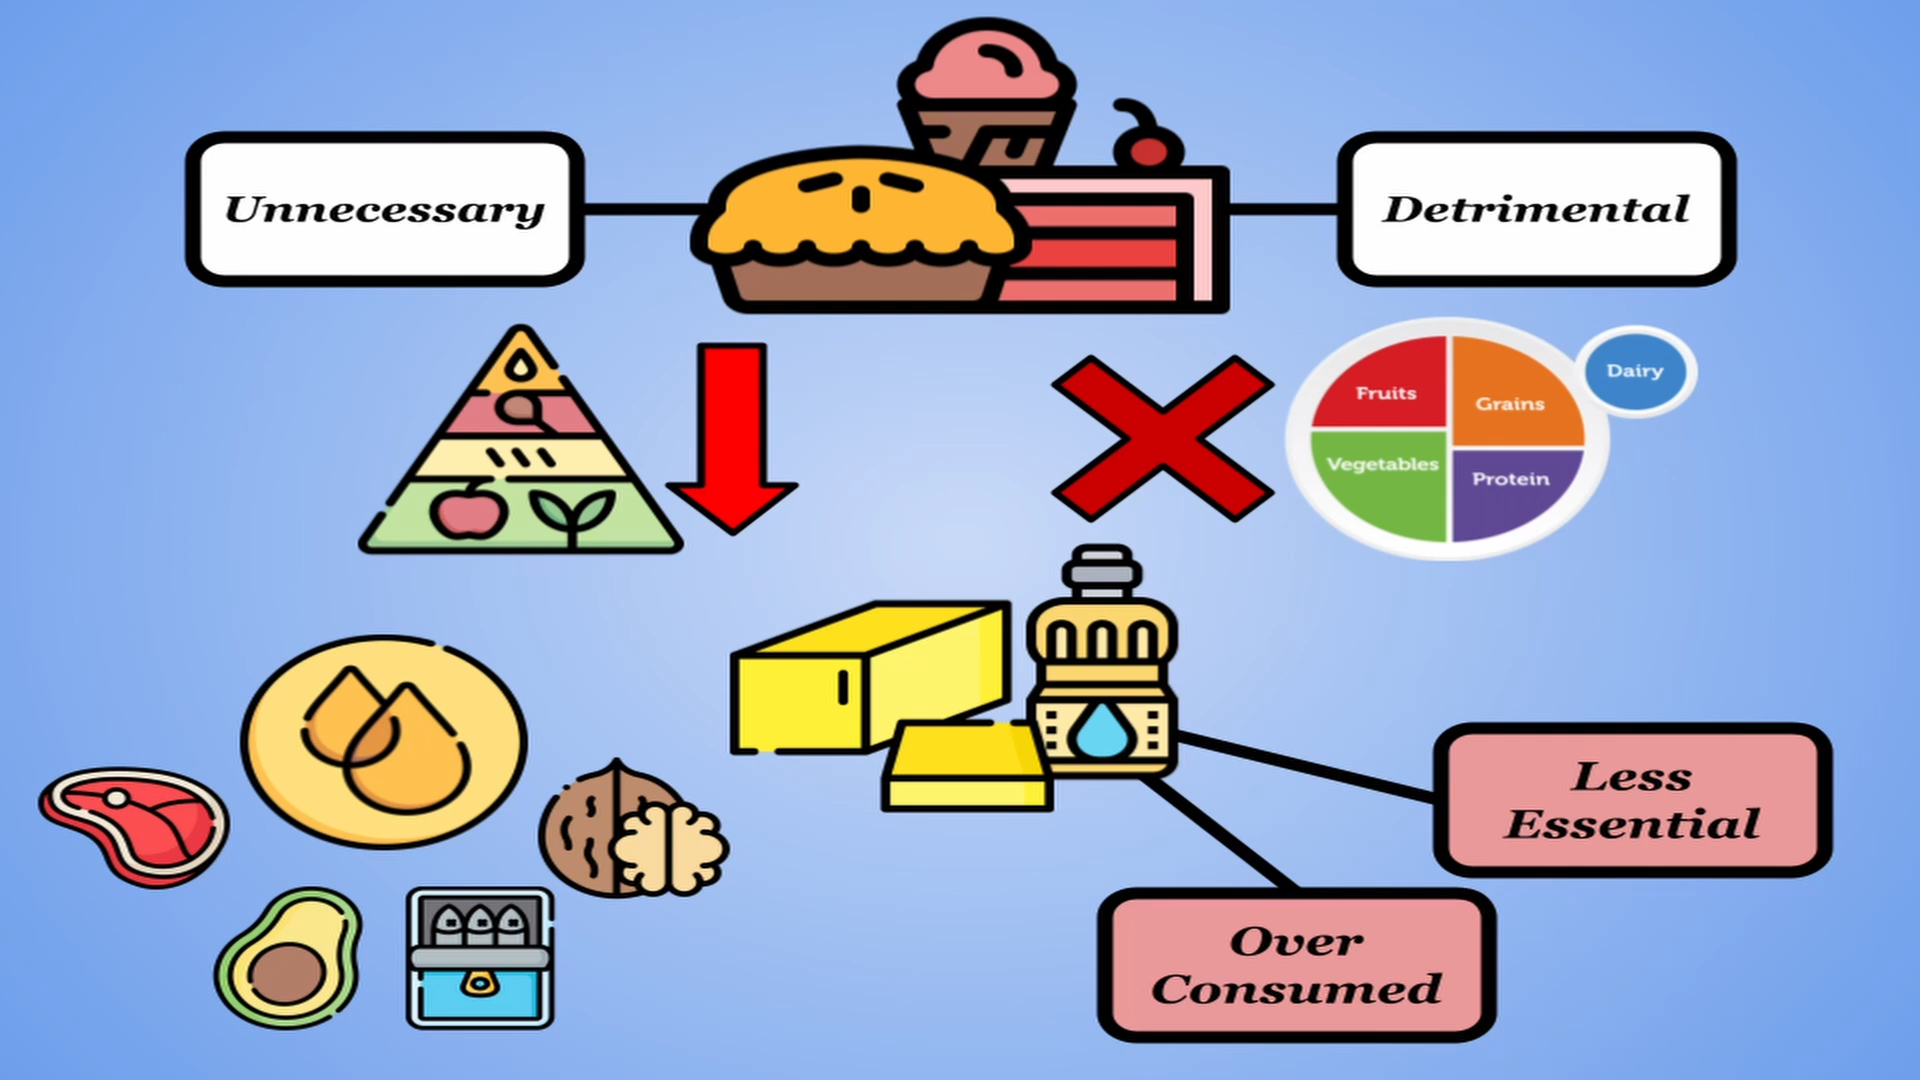 Unnecessary
Detrimental
Fruits
Grains
Dairy
Vegetables
Protein
Less
Essential
Over
Consumed